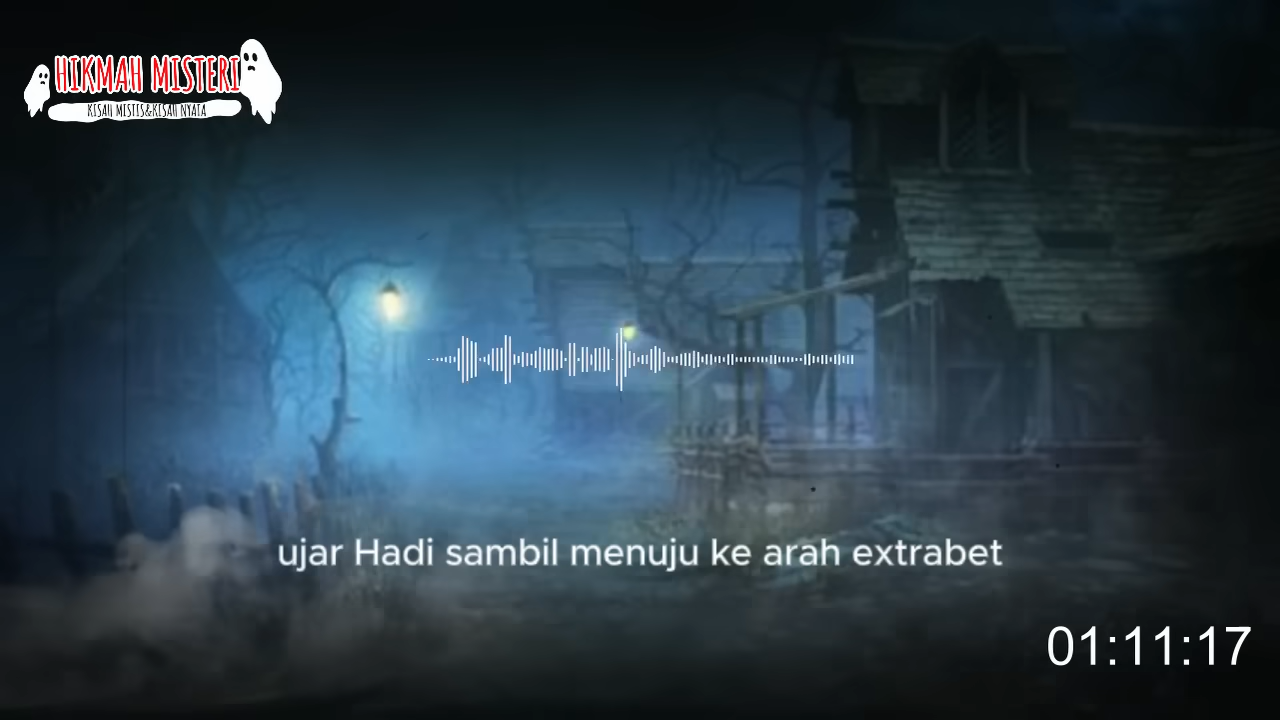 HIKMAH MISTERI
KISAH MISTIS&KISAH NYATA
ujar Hadi sambil menuju ke arah extrabet
01:11:17